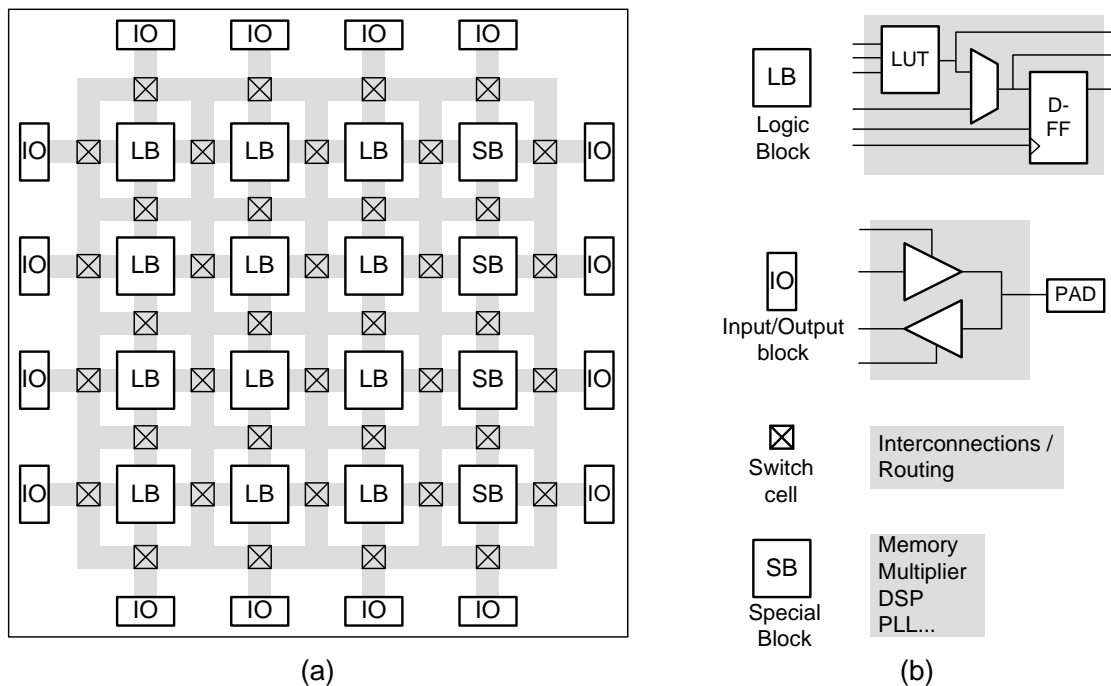 IO IO IO IO
IO LB LB LB SB IO
IO LB LB LB SB IO
IO LB LB LB SB IO
IO LB LB LB SB IO
IO IO IO IO
(a)
LB
Logic
Block
LUT
D-
FF
IO
Input/Output
block
PAD
Switch
cell
Interconnections /
Routing
SB
Special
Block
Memory
Multiplier
DSP
PLL...
(b)